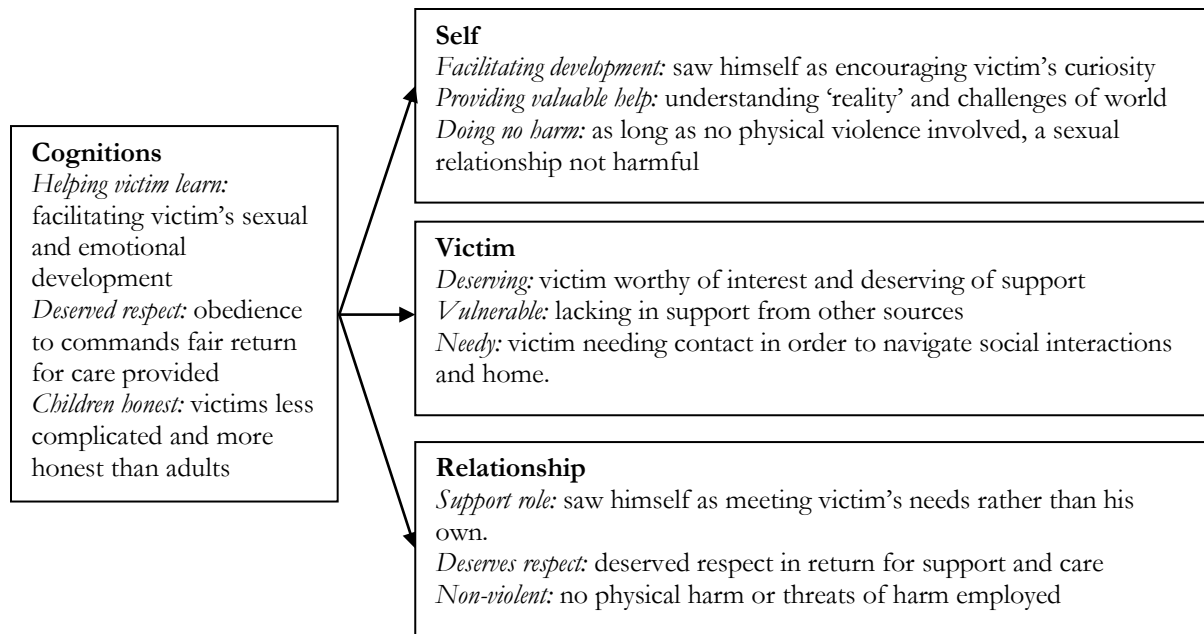 Cognitions
Helping victim learn:
facilitating victim's sexual
and emotional
development
Deserved respect: obedience
to commands fair return
for care provided
Children honest: victims less
complicated and more
honest than adults
Self
Facilitating development: saw himself as encouraging victim's curiosity
Providing valuable help: understanding 'reality' and challenges of world
Doing no harm: as long as no physical violence involved, a sexual
relationship not harmful
Victim
Deserving: victim worthy of interest and deserving of support
Vulnerable: lacking in support from other sources
Needy: victim needing contact in order to navigate social interactions
and home.
Relationship
Support role: saw himself as meeting victim's needs rather than his
own.
Deserves respect: deserved respect in return for support and care
Non-violent: no physical harm or threats of harm employed